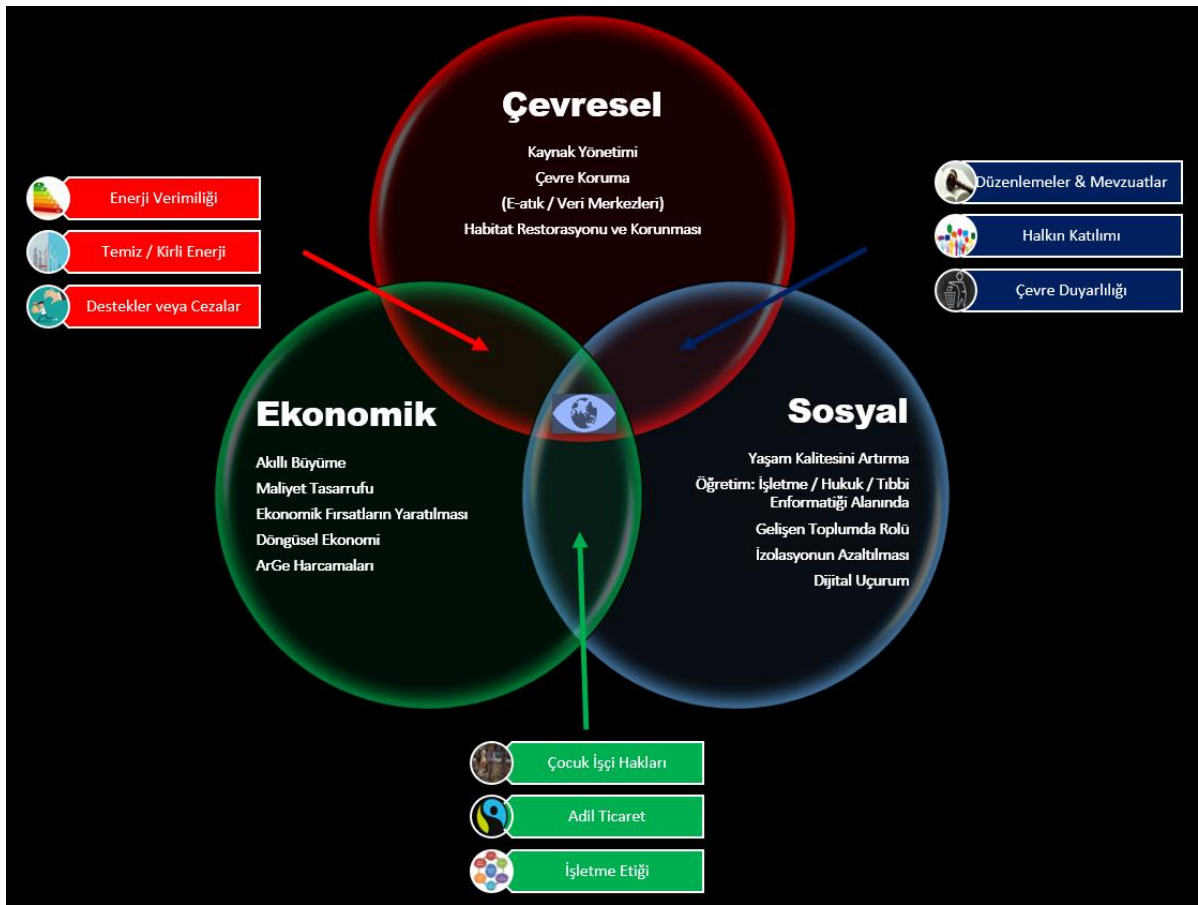 Çevresel
Kaynak Yönetimi
Çevre Koruma
(E-atık / Veri Merkezleri)
Habitat Restorasyonu ve Korunması
Enerji Verimiliği
Temiz / Kirli Enerji
Destekler veya Cezalar
Düzenlemeler & Mevzuatlar
Halkın Katılımı
Çevre Duyarlılığı
Ekonomik
Akıllı Büyüme
Maliyet Tasarrufu
Ekonomik Fırsatların Yaratılması
Döngüsel Ekonomi
ArGe Harcamaları
Sosyal
Yaşam Kalitesini Artırma
Öğretim: İşletme / Hukuk / Tıbbi
Enformatiği Alanında
Gelişen Toplumda Rolü
İzolasyonun Azaltılması
Dijital Uçurum
Çocuk İşçi Hakları
Adil Ticaret
İşletme Etiği